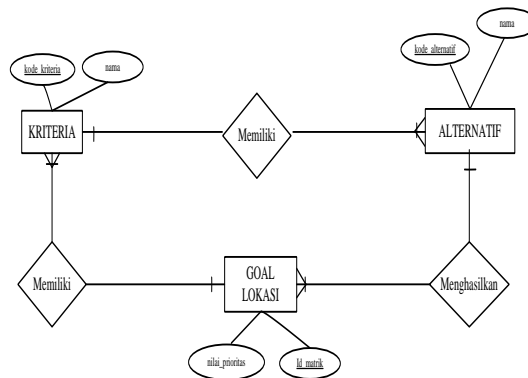 nama
kode_alternatif
kode_kriteria
nama
KRITERIA
Memiliki
ALTERNATIF
Memiliki
GOAL
LOKASI
Menghasilkan
nilai_prioritas
Id_matrik